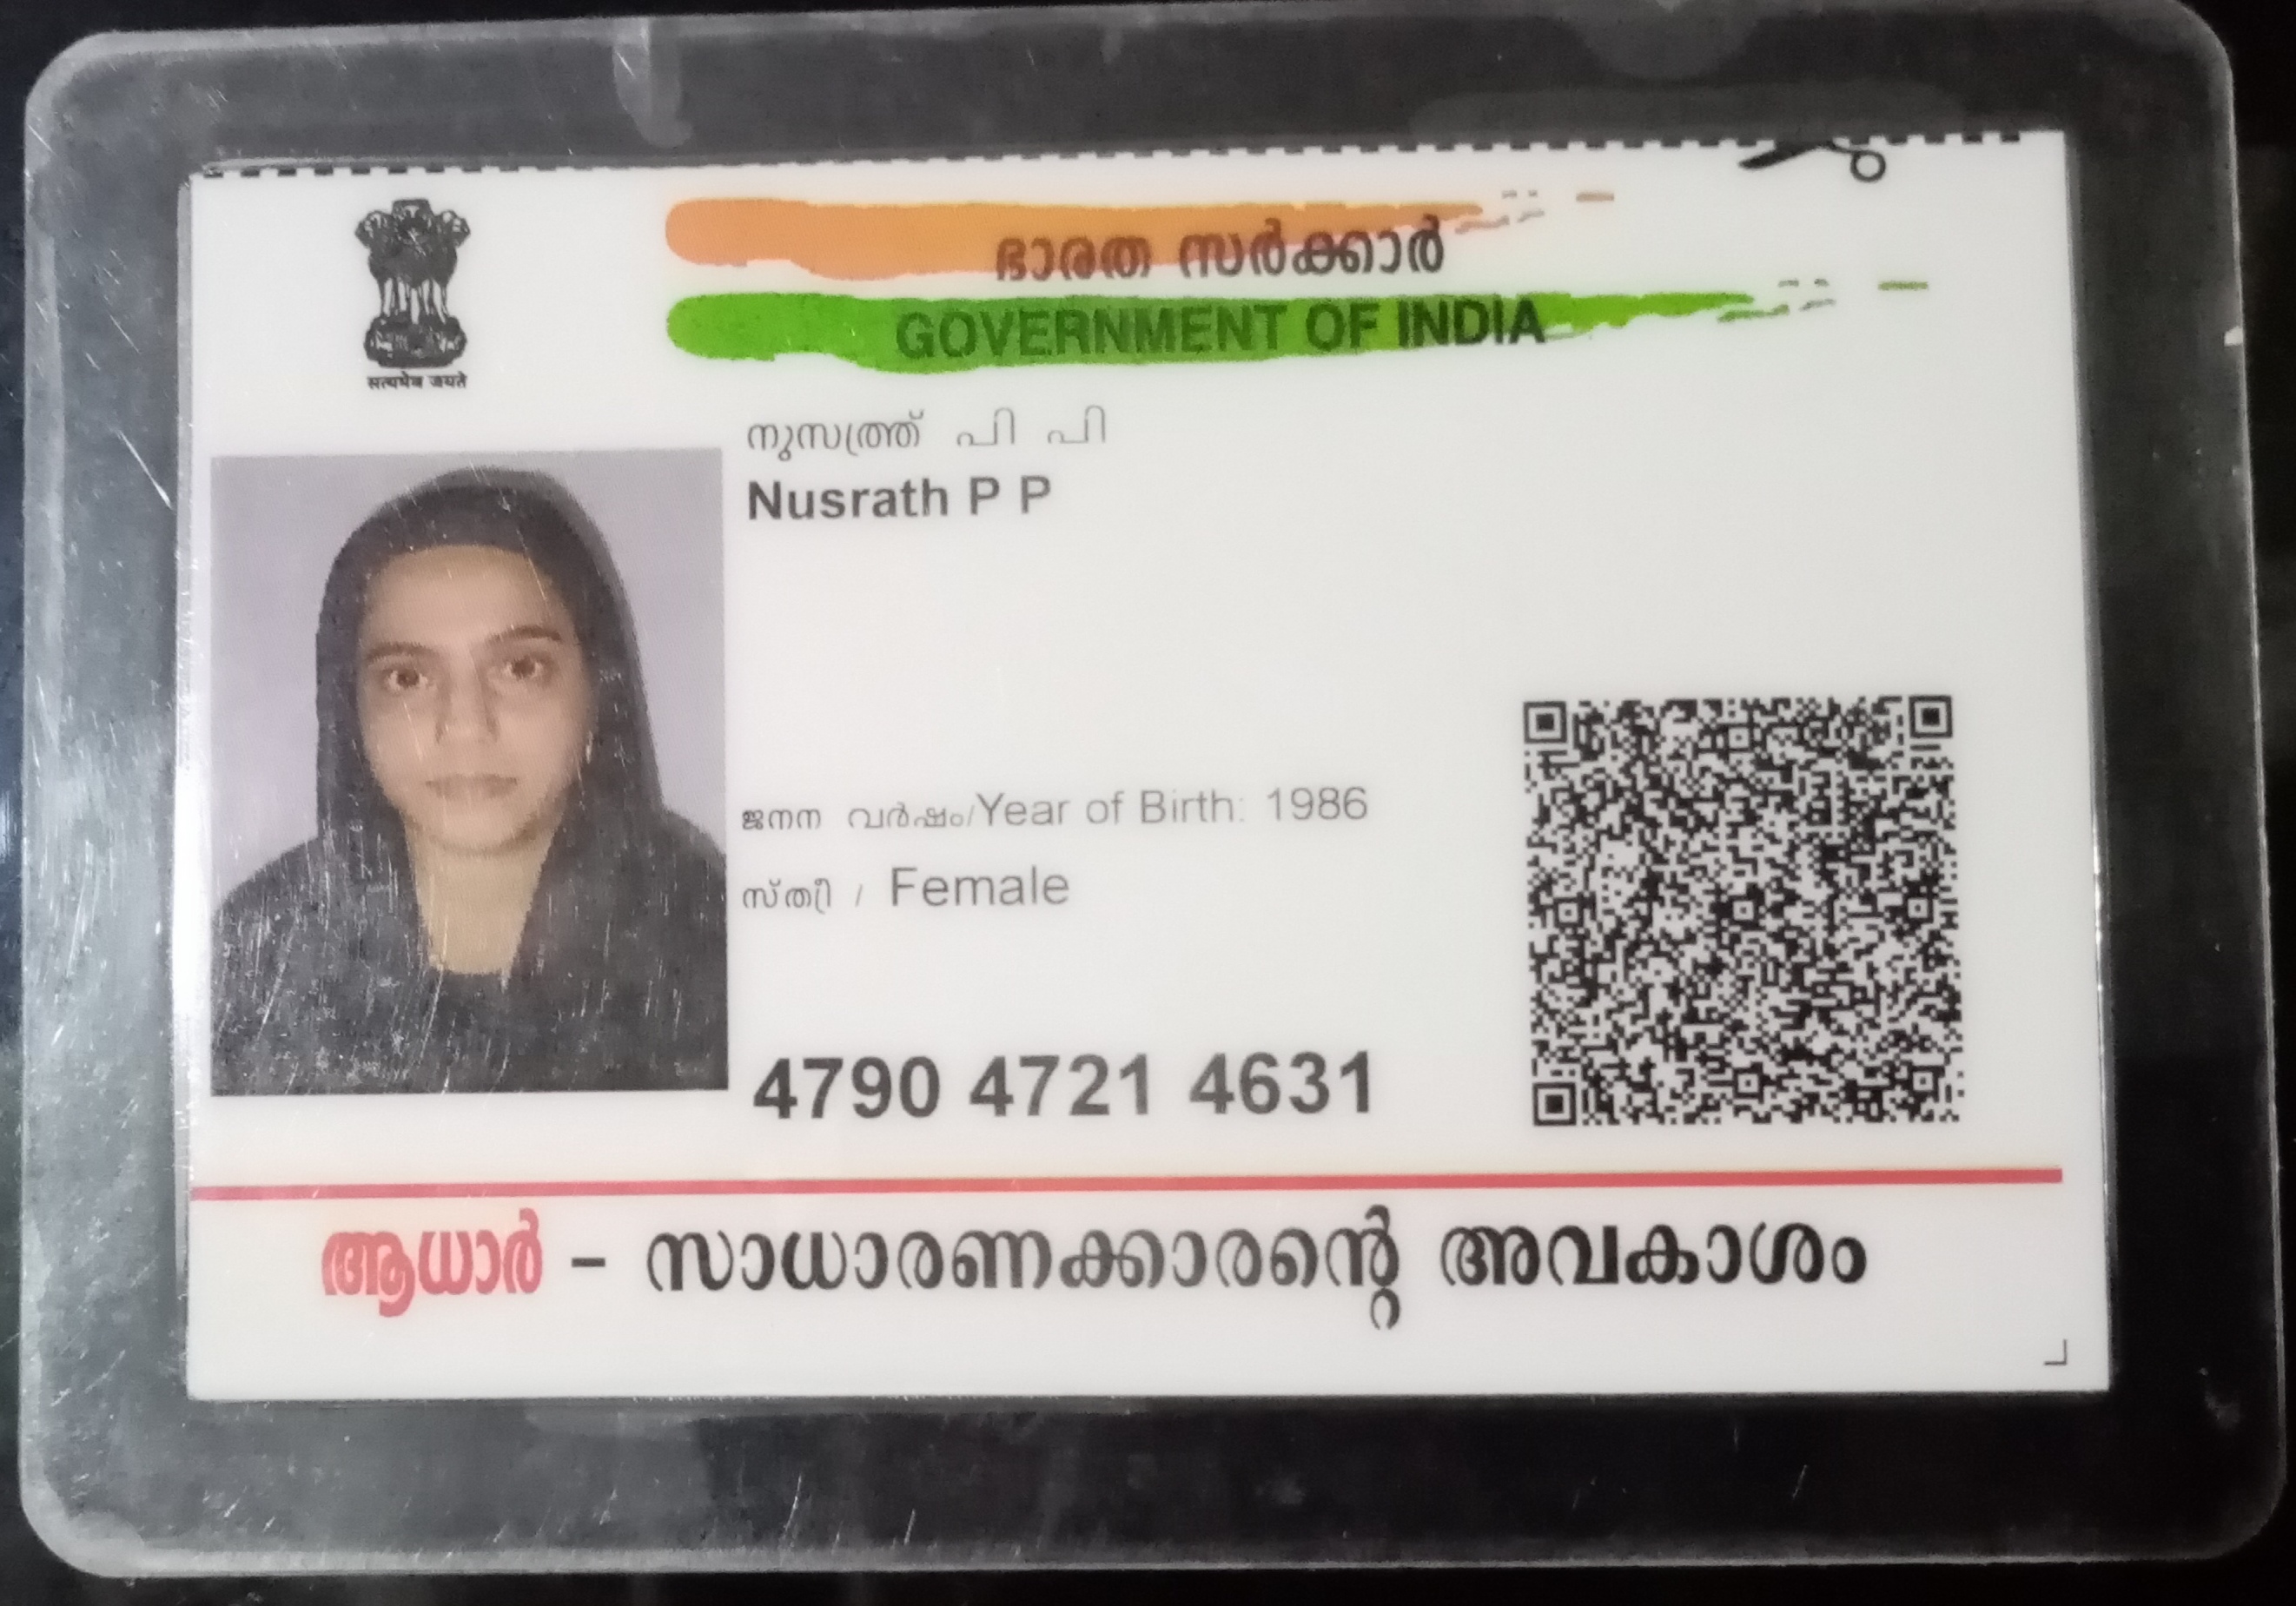 सत्यमेव जयते
ഭാരത സർക്കാർ
GOVERNMENT OF INDIA
നുസത്ത്ര് പി പി
Nusrath P P
ജനന വർഷം/Year of Birth: 1986
സ്ത്രീ / Female
4790 4721 4631
ആധാർ - സാധാരണക്കാരന്റെ അവകാശം